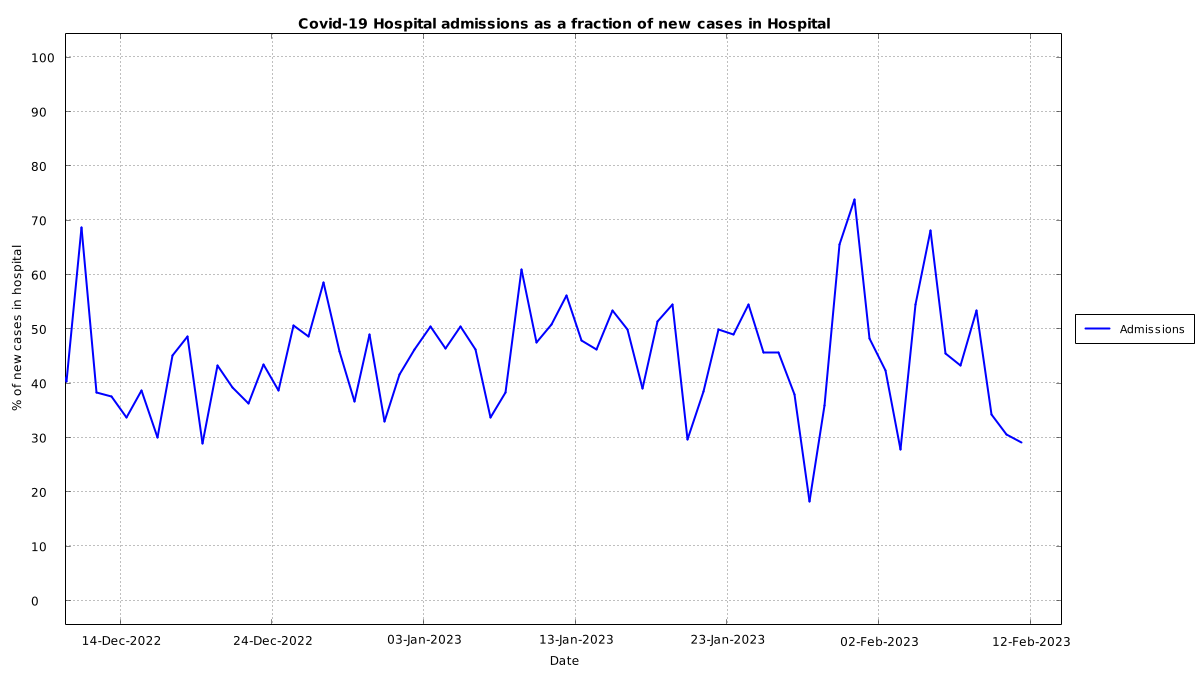 Covid-19 Hospital admissions as a fraction of new cases in Hospital
100
90
80
70
60
50
40
30
20
10
0
% of new cases in hospital
Admissions
14-Dec-2022 24-Dec-2022 03-Jan-2023 13-Jan-2023 23-Jan-2023 02-Feb-2023 12-Feb-2023
Date